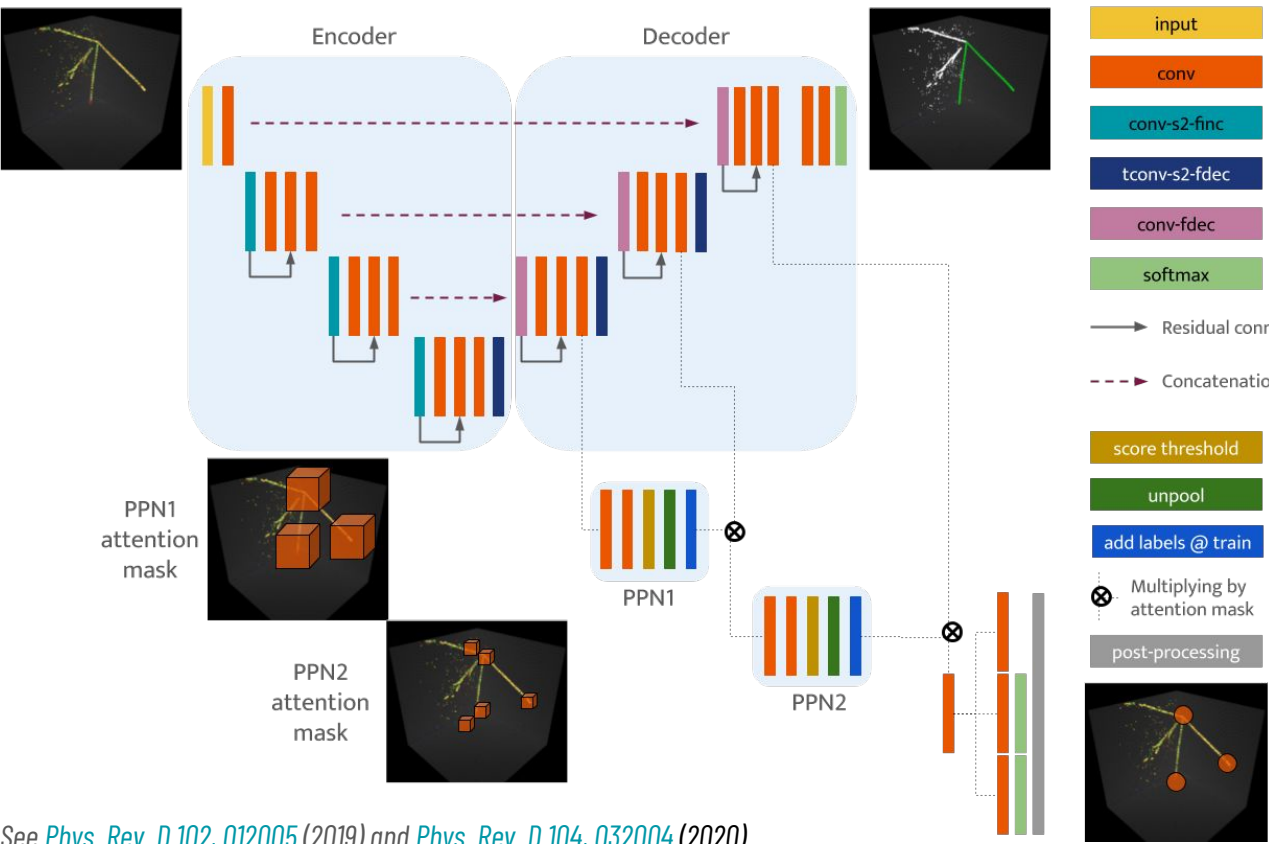 Encoder
Decoder
input
conv
conv-s2-finc
tconv-s2-fdec
conv-fdec
softmax
Residual conn
Concatenatio
score threshold
unpool
add labels @ train
Multiplying by
attention mask
post-processing
PPN1
attention
mask
PPN1
PPN2
attention
mask
PPN2
See Phys. Rev. D 102, 012005 (2019) and Phys. Rev. D 104, 032004 (2020)